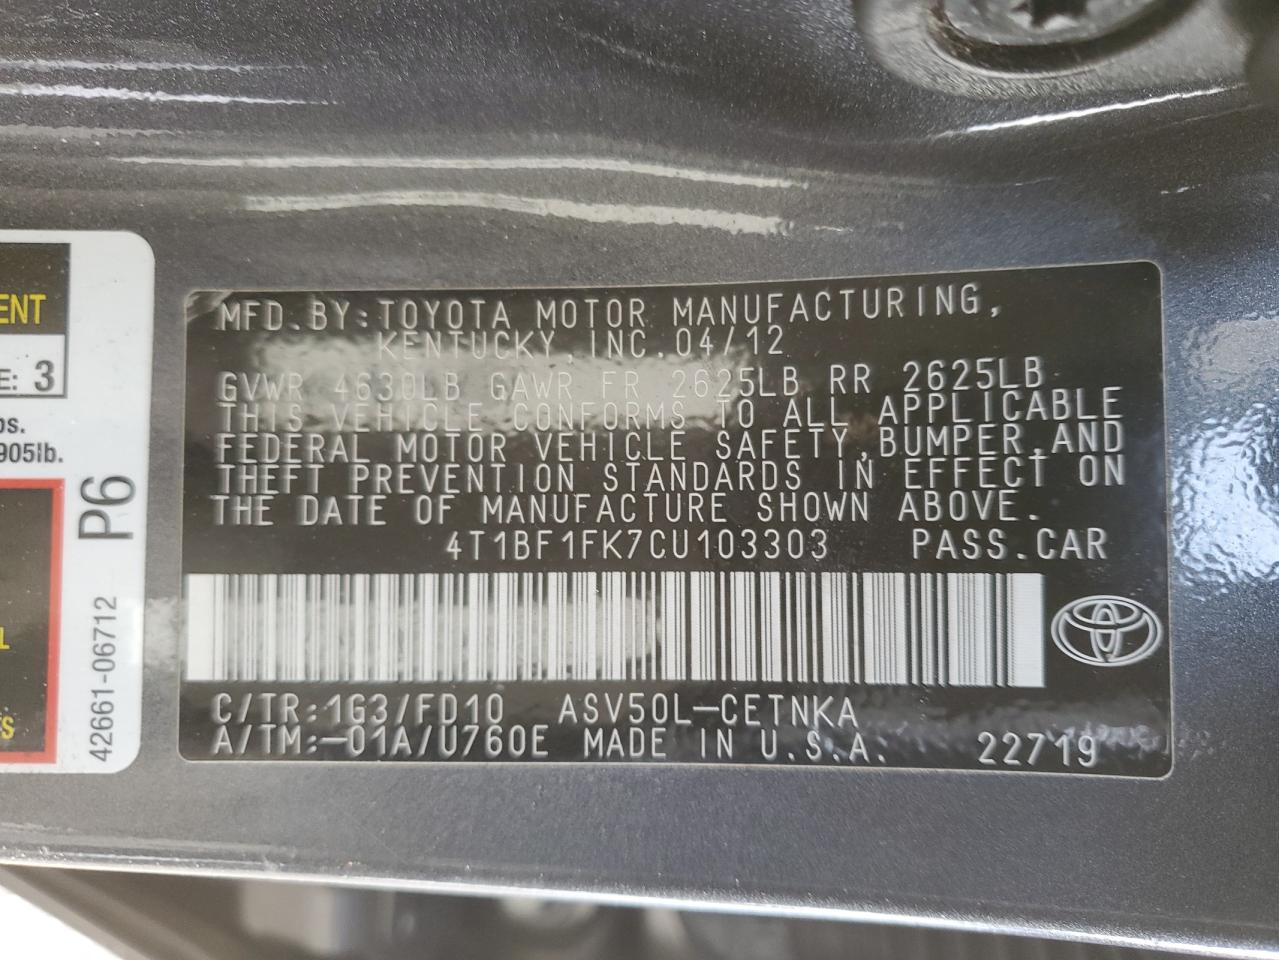 ENT
E: 3
os.
905lb.
P6
42661-06712
L
S
MFD.BY:TOYOTA MOTOR MANUFACTURING,
KENTUCKY,INC.04/12
GVWR 4630LB GAWR FR 2625LB RR 2625LB
THIS VEHICLE CONFORMS TO ALL APPLICABLE
FEDERAL MOTOR VEHICLE SAFETY,BUMPER,AND
THEFT PREVENTION STANDARDS IN EFFECT ON
THE DATE OF MANUFACTURE SHOWN ABOVE.
4T1BF1FK7CU103303 PASS.CAR
C/TR:1G3/FD10 ASV50L-CETNKA
A/TM:-01A/U760E MADE IN U.S.A. 22719